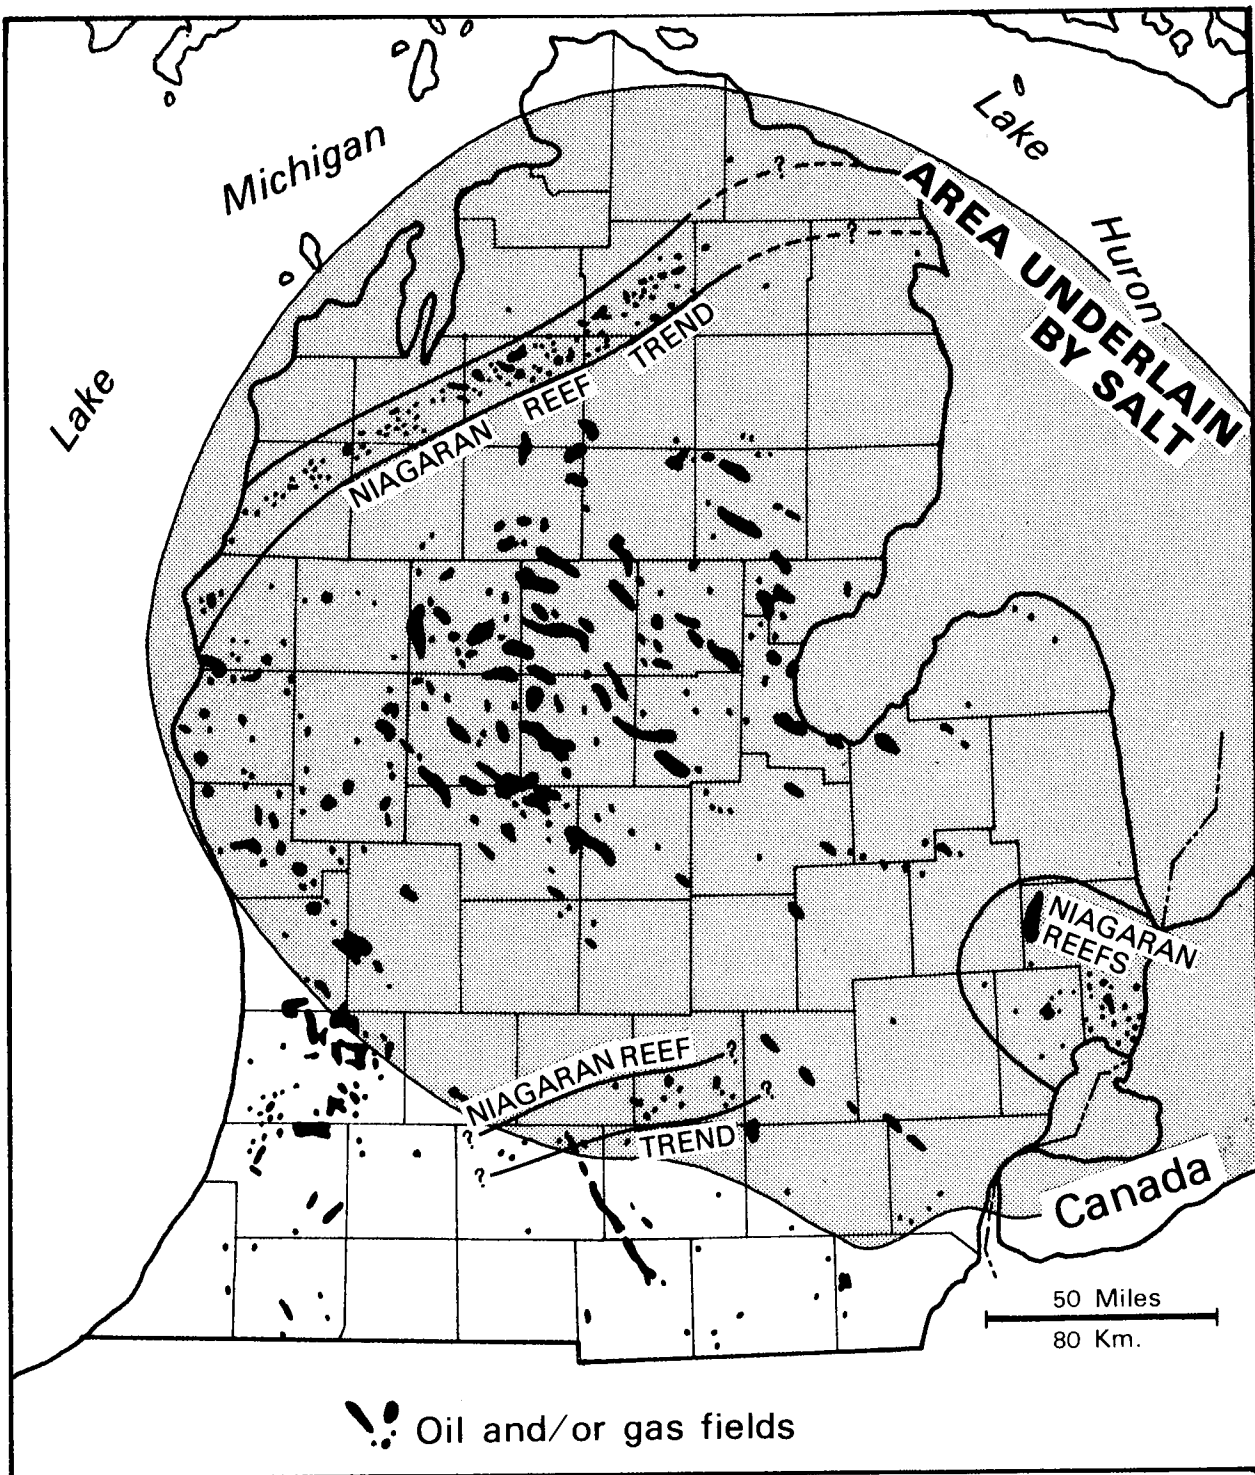 Lake
Michigan
Lake
Huron
AREA UNDERLAIN
BY SALT
?
?
NIAGARAN REEF TREND
NIAGARAN
REEFS
NIAGARAN REEF
TREND
?
?
?
?
Canada
50 Miles
80 Km.
Oil and/or gas fields